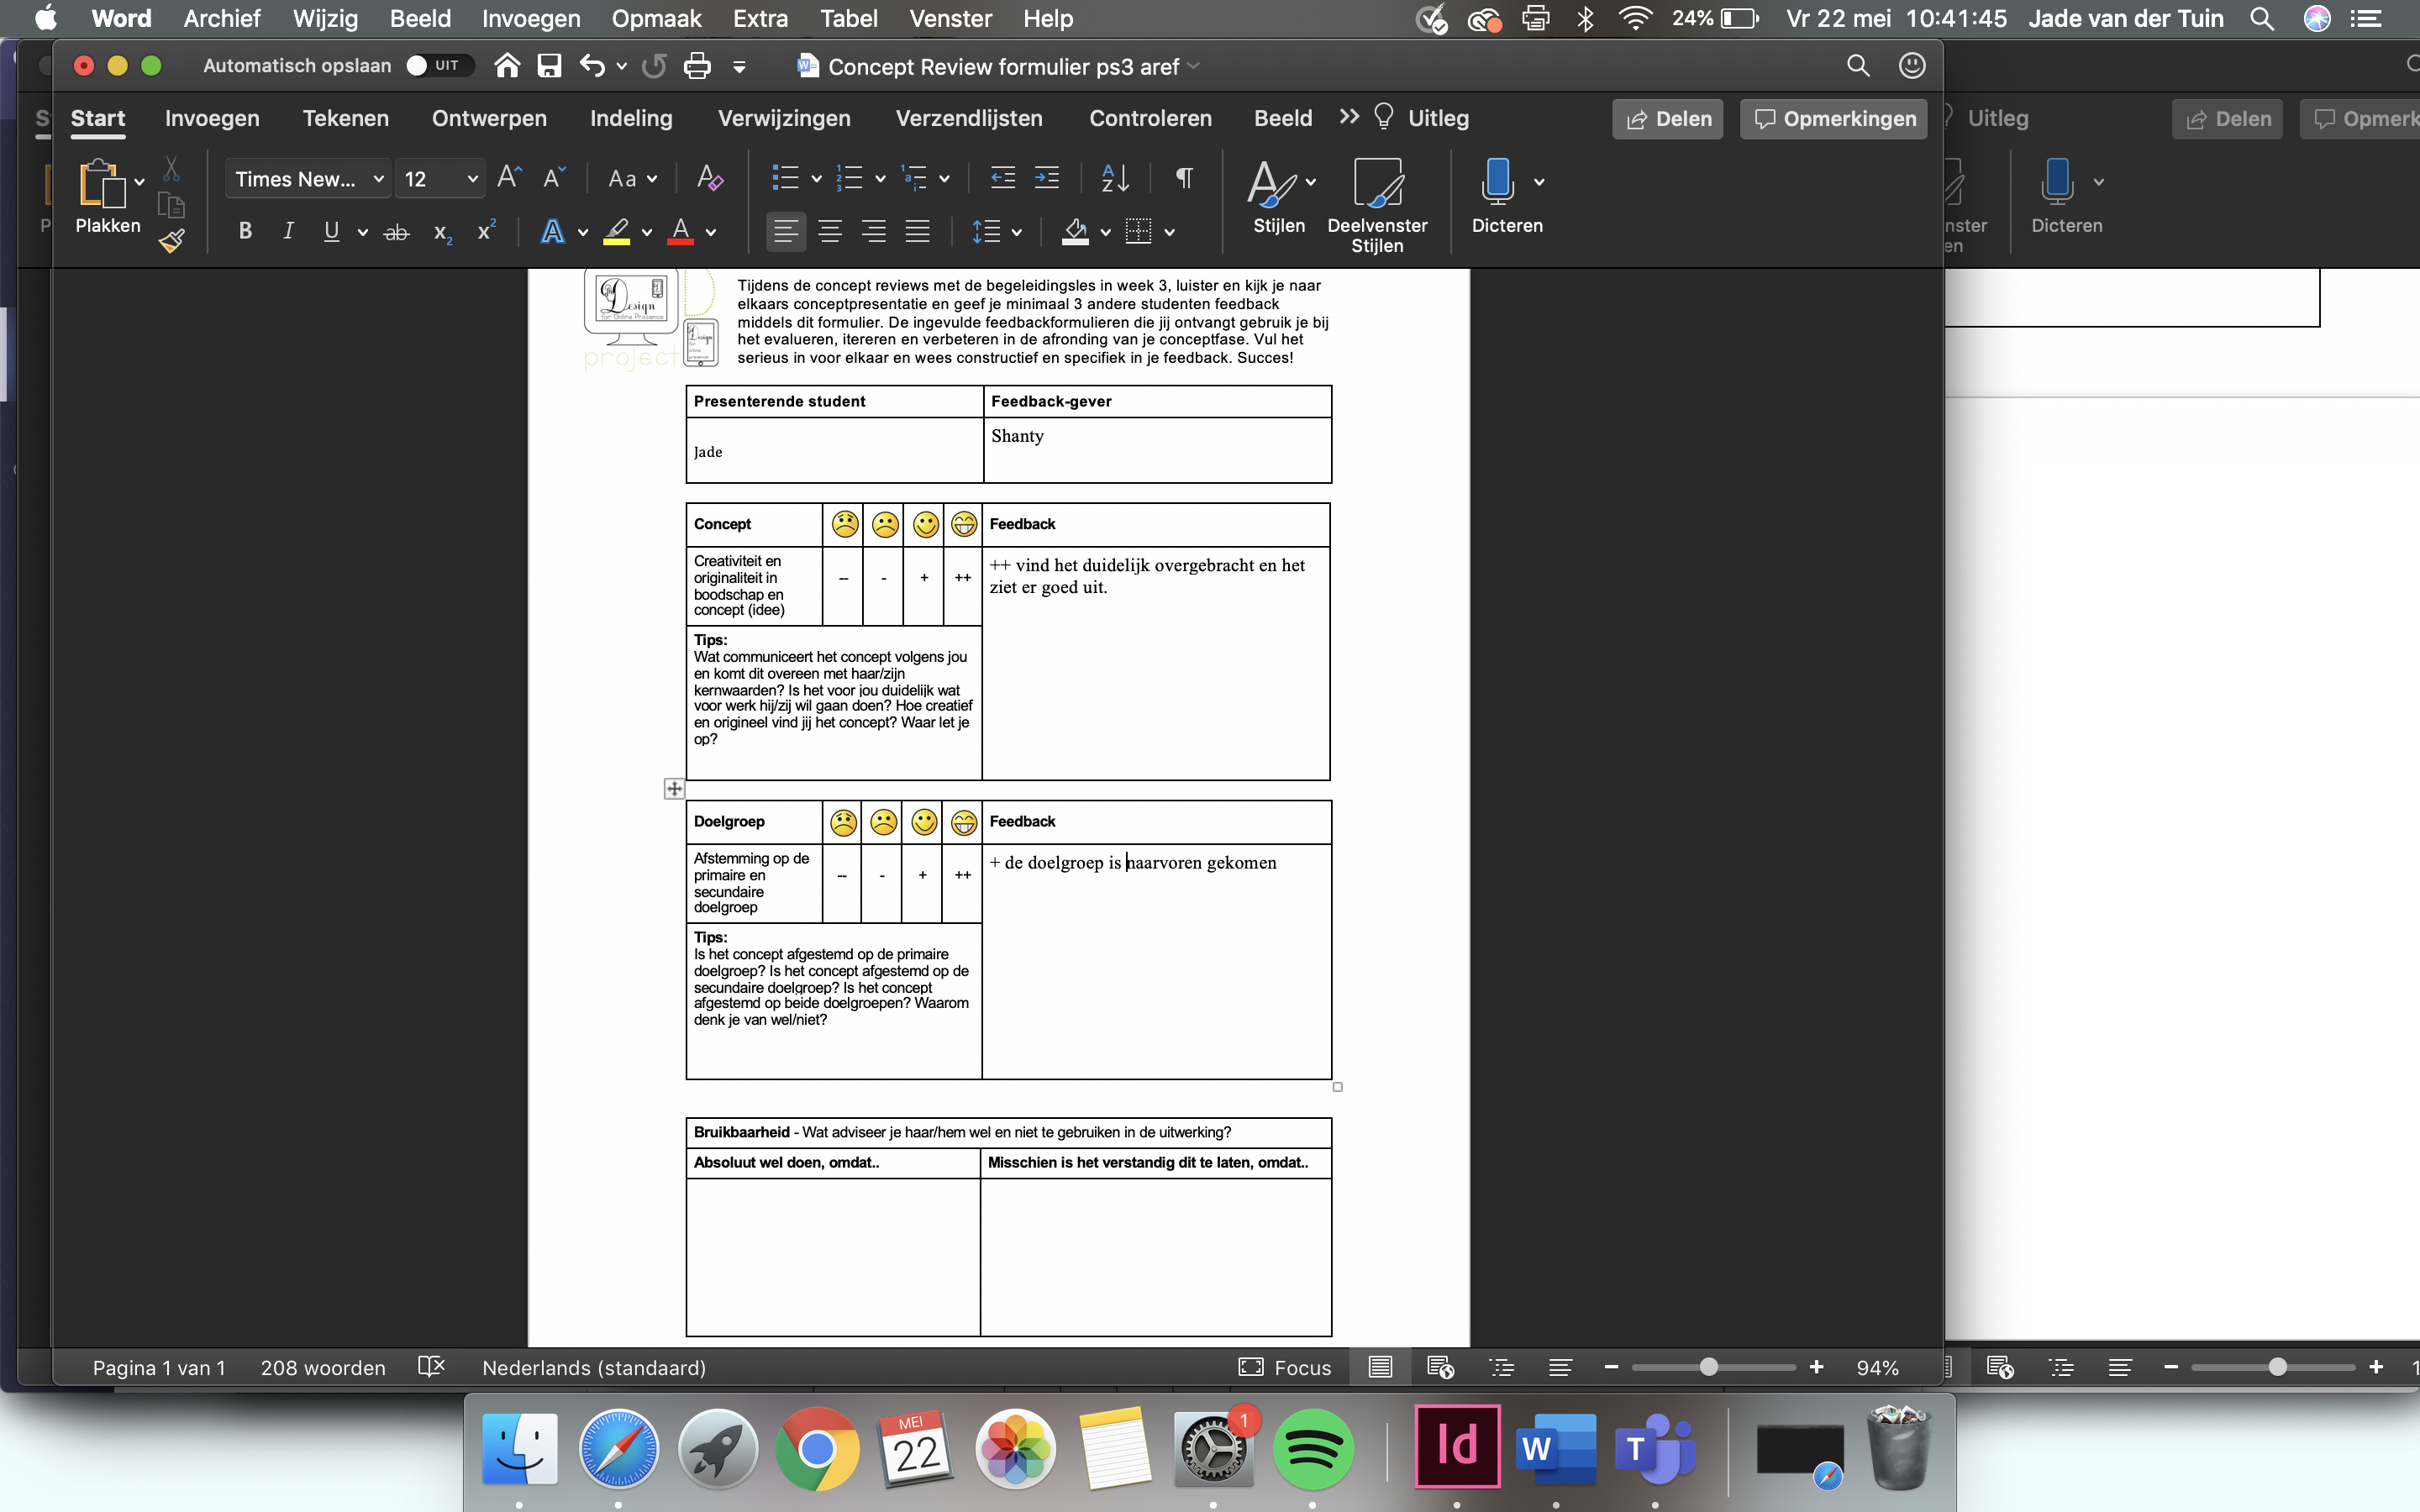 Word Archief Wijzig Beeld Invoegen Opmaak Extra Tabel Venster Help 24% Vr 22 mei 10:41:45 Jade van der Tuin
Automatisch opslaan UIT Concept Review formulier ps3 aref
Start Invoegen Tekenen Ontwerpen Indeling Verwijzingen Verzendlijsten Controleren Beeld Uitleg Delen Opmerkingen Uitleg Delen Opmerk
Times New... 12
Plakken
Stijlen
Deelvenster
Stijlen
Dicteren
Dicteren
Design
for Online Presence
project
Tijdens de concept reviews met de begeleidingsles in week 3, luister en kijk je naar
elkaars conceptpresentatie en geef je minimaal 3 andere studenten feedback
middels dit formulier. De ingevulde feedbackformulieren die jij ontvangt gebruik je bij
het evalueren, itereren en verbeteren in de afronding van je conceptfase. Vul het
serieus in voor elkaar en wees constructief en specifiek in je feedback. Succes!
Presenterende student Feedback-gever
Jade
Shanty
Concept Feedback
Creativiteit en
originaliteit in
boodschap en
concept (idee)
-- - + ++
++ vind het duidelijk overgebracht en het
ziet er goed uit.
Tips:
Wat communiceert het concept volgens jou
en komt dit overeen met haar/zijn
kernwaarden? Is het voor jou duidelijk wat
voor werk hij/zij wil gaan doen? Hoe creatief
en origineel vind jij het concept? Waar let je
op?
Doelgroep Feedback
Afstemming op de
primaire en
secundaire
doelgroep
-- - + ++
+ de doelgroep is naarvoren gekomen
Tips:
Is het concept afgestemd op de primaire
doelgroep? Is het concept afgestemd op de
secundaire doelgroep? Is het concept
afgestemd op beide doelgroepen? Waarom
denk je van wel/niet?
Bruikbaarheid - Wat adviseer je haar/hem wel en niet te gebruiken in de uitwerking?
Absoluut wel doen, omdat.. Misschien is het verstandig dit te laten, omdat..
Pagina 1 van 1 208 woorden Nederlands (standaard) Focus 94%
MEI
22
1
Id
W
T